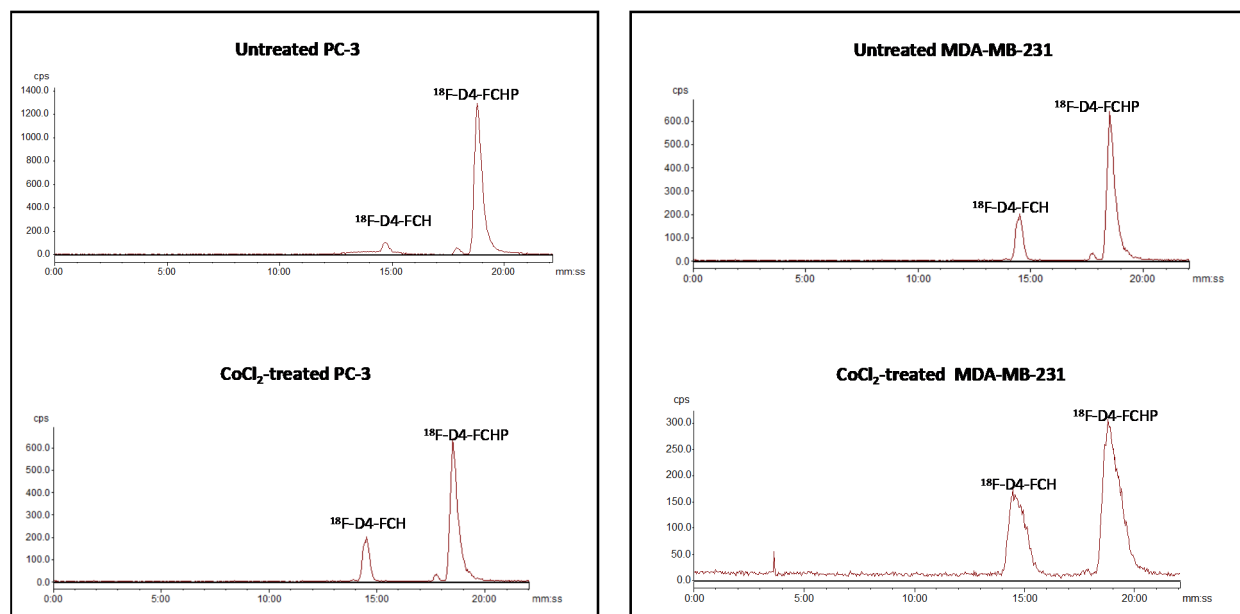 Untreated PC-3
cps
1400.0
1200.0
1000.0
800.0
600.0
400.0
200.0
0.0
¹⁸F-D4-FCHP
¹⁸F-D4-FCH
0:00 5:00 10:00 15:00 20:00 mm:ss
CoCl₂-treated PC-3
cps
600.0
500.0
400.0
300.0
200.0
100.0
0.0
¹⁸F-D4-FCHP
¹⁸F-D4-FCH
0:00 5:00 10:00 15:00 20:00 mm:ss
Untreated MDA-MB-231
cps
600.0
500.0
400.0
300.0
200.0
100.0
0.0
¹⁸F-D4-FCHP
¹⁸F-D4-FCH
0:00 5:00 10:00 15:00 20:00 mm:ss
CoCl₂-treated MDA-MB-231
cps
300.0
250.0
200.0
150.0
100.0
50.0
0.0
¹⁸F-D4-FCHP
¹⁸F-D4-FCH
0:00 5:00 10:00 15:00 20:00 mm:ss